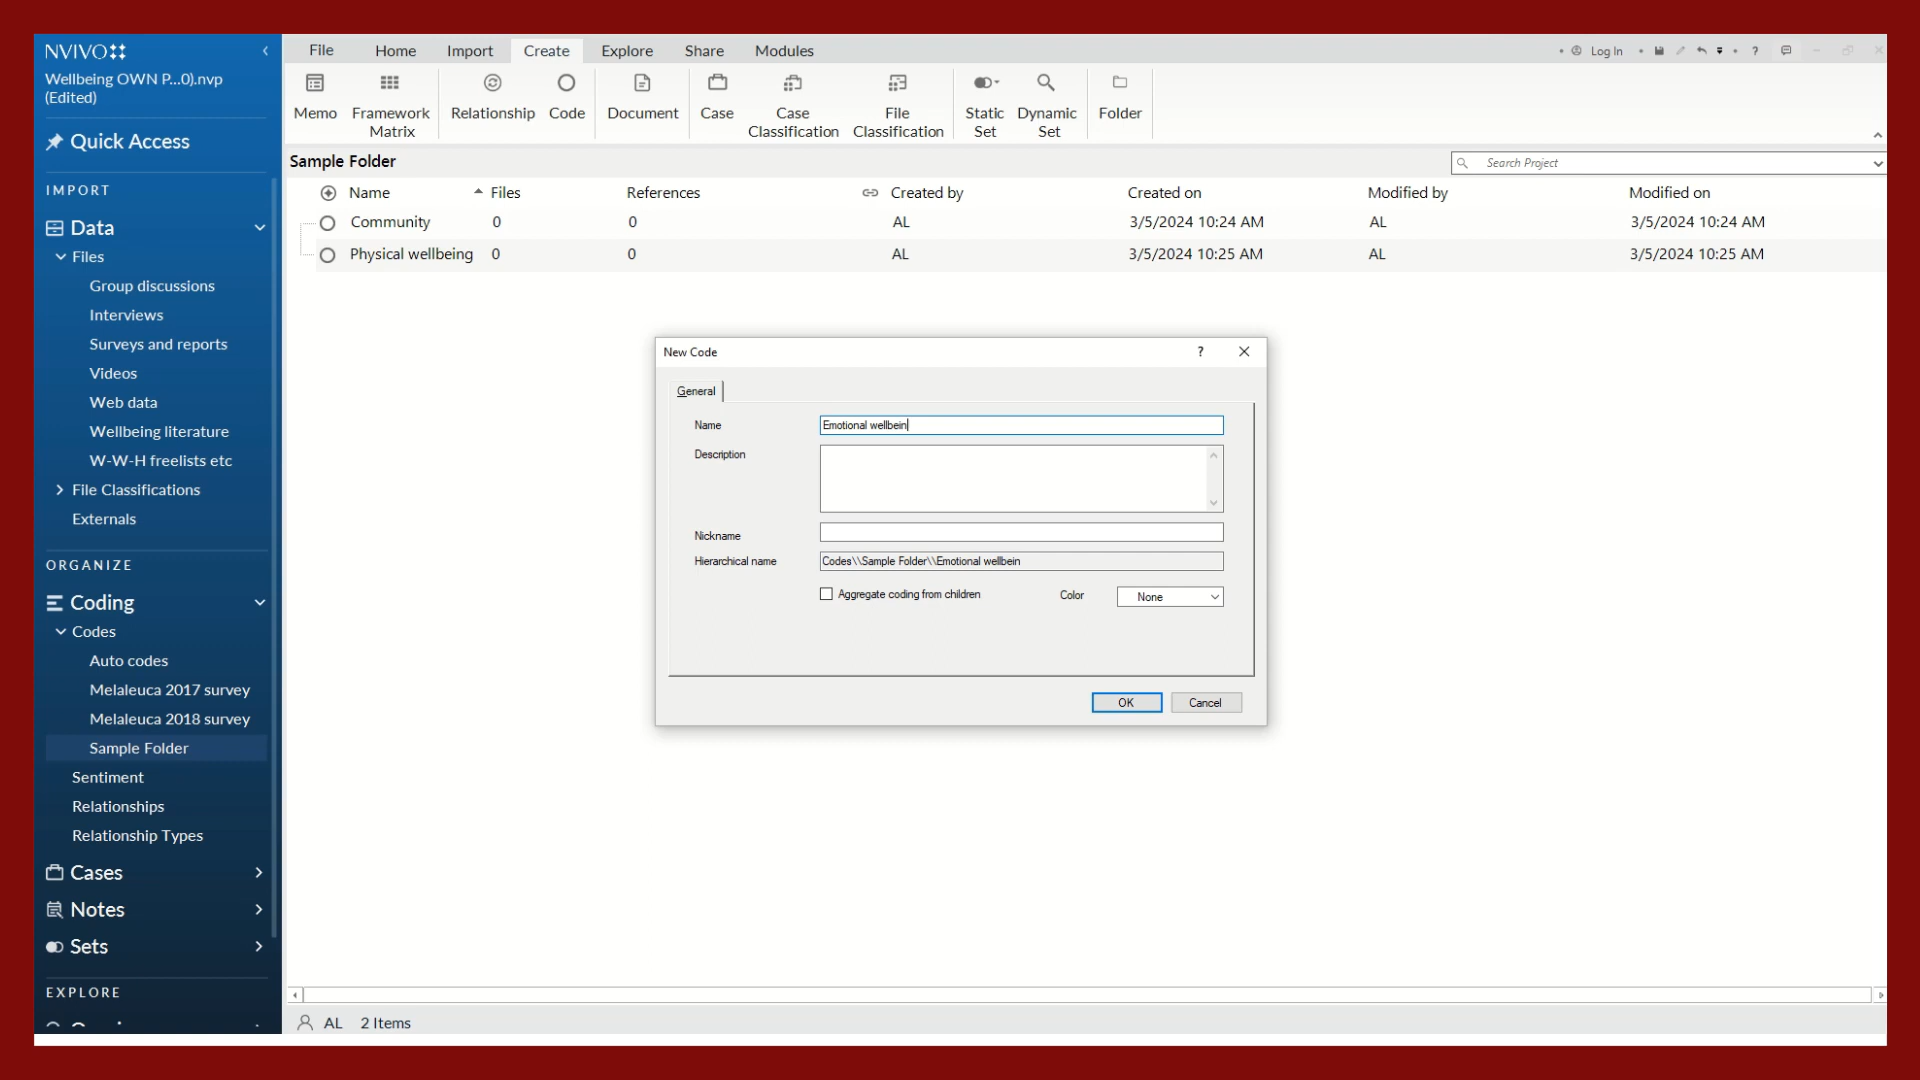 NVIVO
Wellbeing OWN P...0).nvp
(Edited)
Quick Access
IMPORT
Data
Files
Group discussions
Interviews
Surveys and reports
Videos
Web data
Wellbeing literature
W-W-H freelists etc
File Classifications
Externals
ORGANIZE
Coding
Codes
Auto codes
Melaleuca 2017 survey
Melaleuca 2018 survey
Sample Folder
Sentiment
Relationships
Relationship Types
Cases
Notes
Sets
EXPLORE
File Home Import Create Explore Share Modules
Log In ?
Memo Framework Matrix Relationship Code Document Case Case Classification File Classification Static Set Dynamic Set Folder
Sample Folder
Search Project
Name Files References Created by Created on Modified by Modified on
Community 0 0 AL 3/5/2024 10:24 AM AL 3/5/2024 10:24 AM
Physical wellbeing 0 0 AL 3/5/2024 10:25 AM AL 3/5/2024 10:25 AM
New Code ?
General
Name Emotional wellbein
Description
Nickname
Hierarchical name Codes\\Sample Folder\\Emotional wellbein
Aggregate coding from children Color None
OK Cancel
AL 2 Items